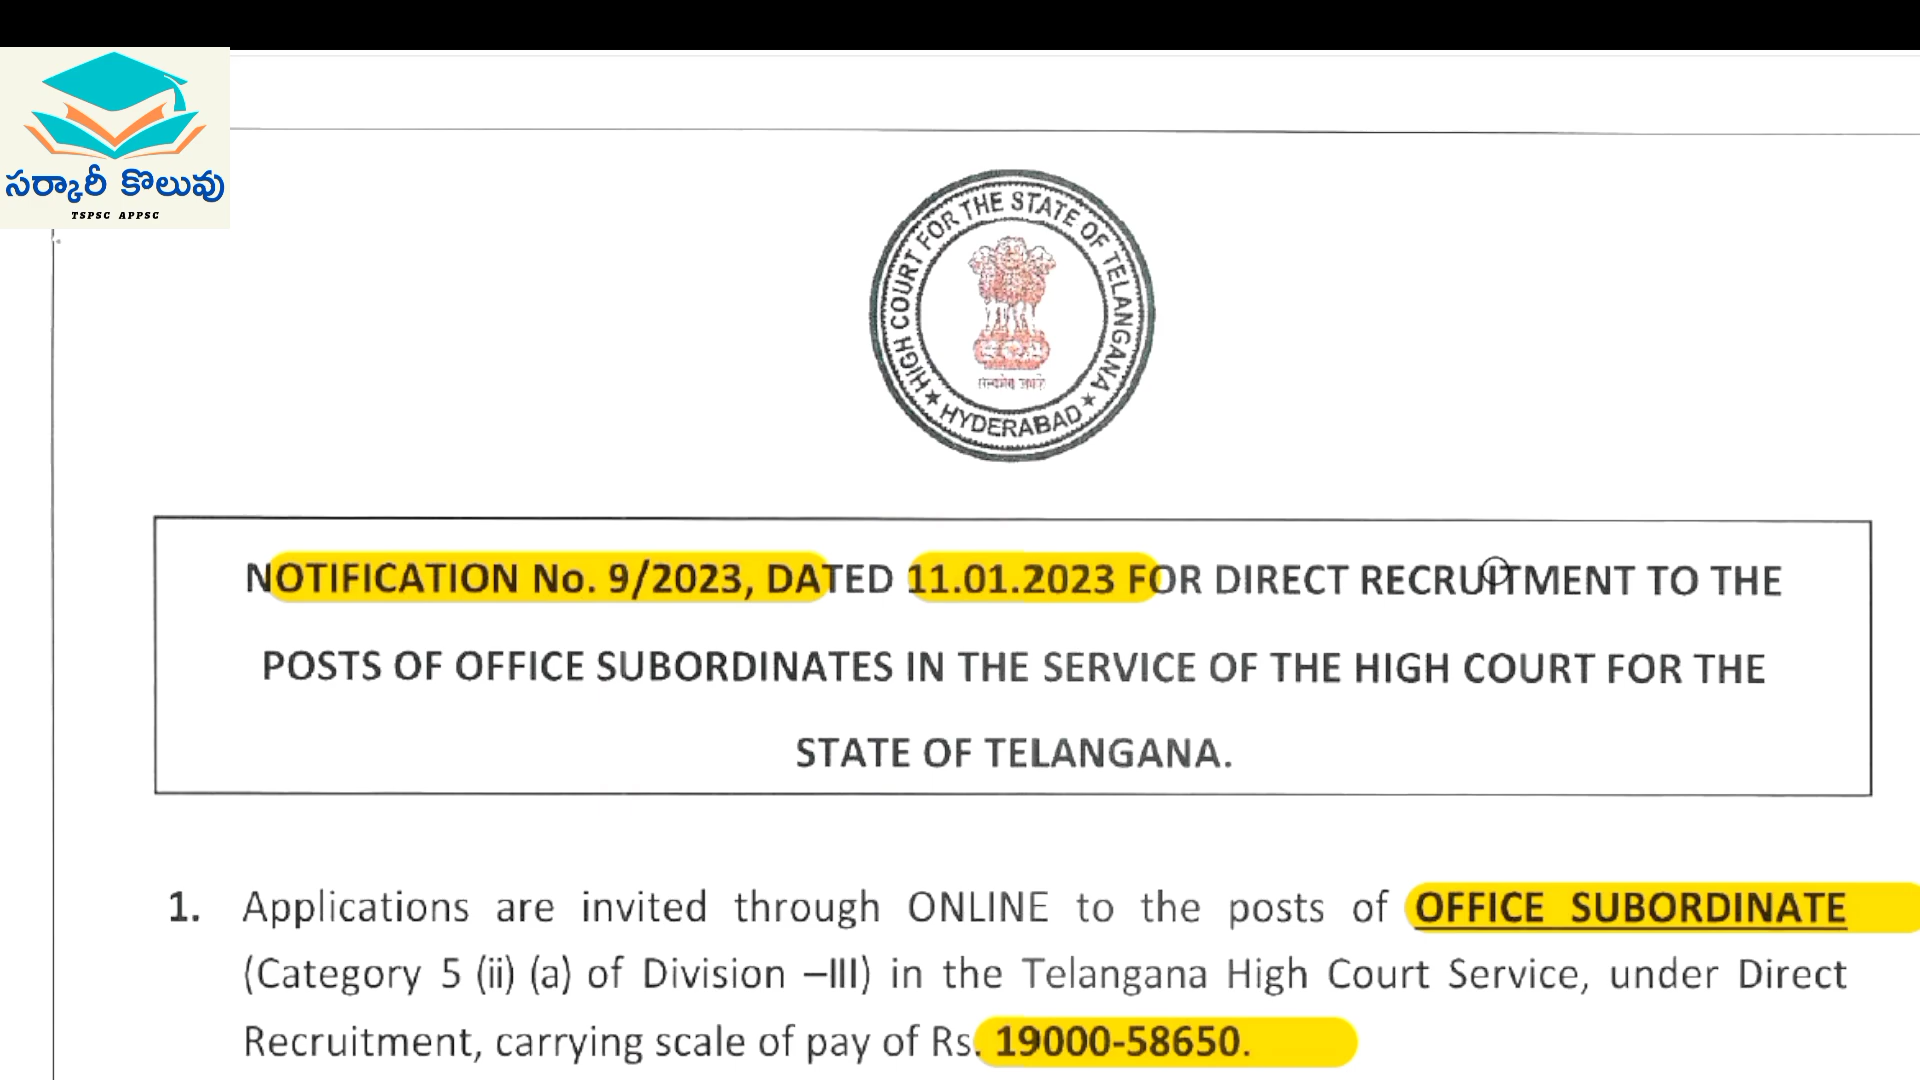 సర్కారీ కొలువు
TSPSC APPSC
HIGH COURT FOR THE STATE OF TELANGANA
★ HYDERABAD ★
सत्यमेव जयते
NOTIFICATION No. 9/2023, DATED 11.01.2023 FOR DIRECT RECRUITMENT TO THE
POSTS OF OFFICE SUBORDINATES IN THE SERVICE OF THE HIGH COURT FOR THE
STATE OF TELANGANA.
1. Applications are invited through ONLINE to the posts of OFFICE SUBORDINATE
(Category 5 (ii) (a) of Division –III) in the Telangana High Court Service, under Direct
Recruitment, carrying scale of pay of Rs. 19000-58650.